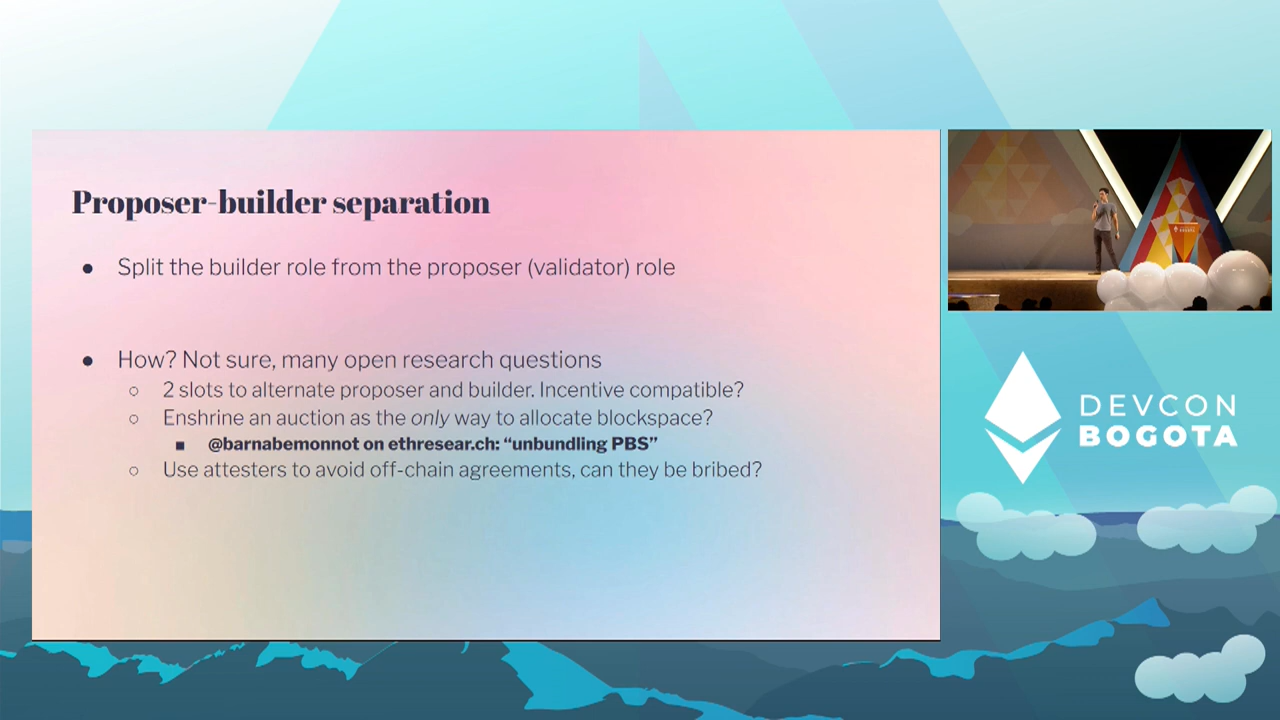 Proposer-builder separation
● Split the builder role from the proposer (validator) role
● How? Not sure, many open research questions
○ 2 slots to alternate proposer and builder. Incentive compatible?
○ Enshrine an auction as the only way to allocate blockspace?
■ @barnabemonnot on ethresear.ch: “unbundling PBS”
○ Use attesters to avoid off-chain agreements, can they be bribed?
DEVCON
BOGOTA